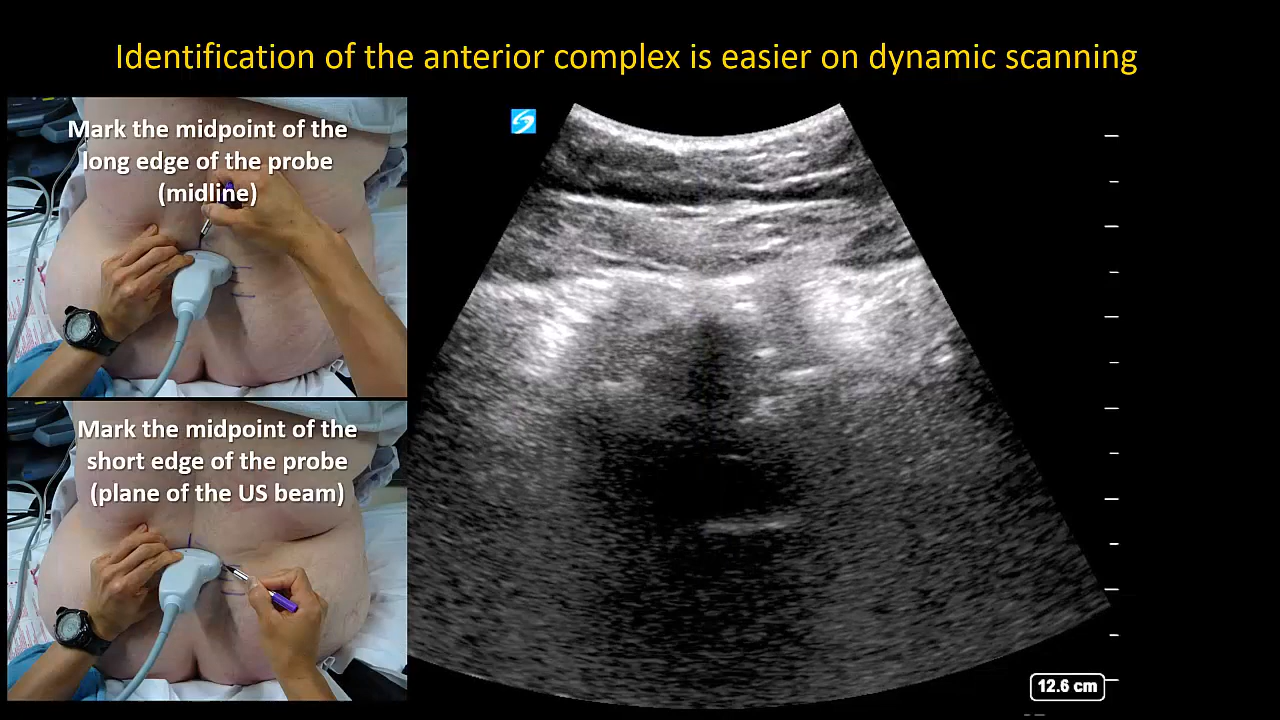 Identification of the anterior complex is easier on dynamic scanning
Mark the midpoint of the
long edge of the probe
(midline)
Mark the midpoint of the
short edge of the probe
(plane of the US beam)
12.6 cm